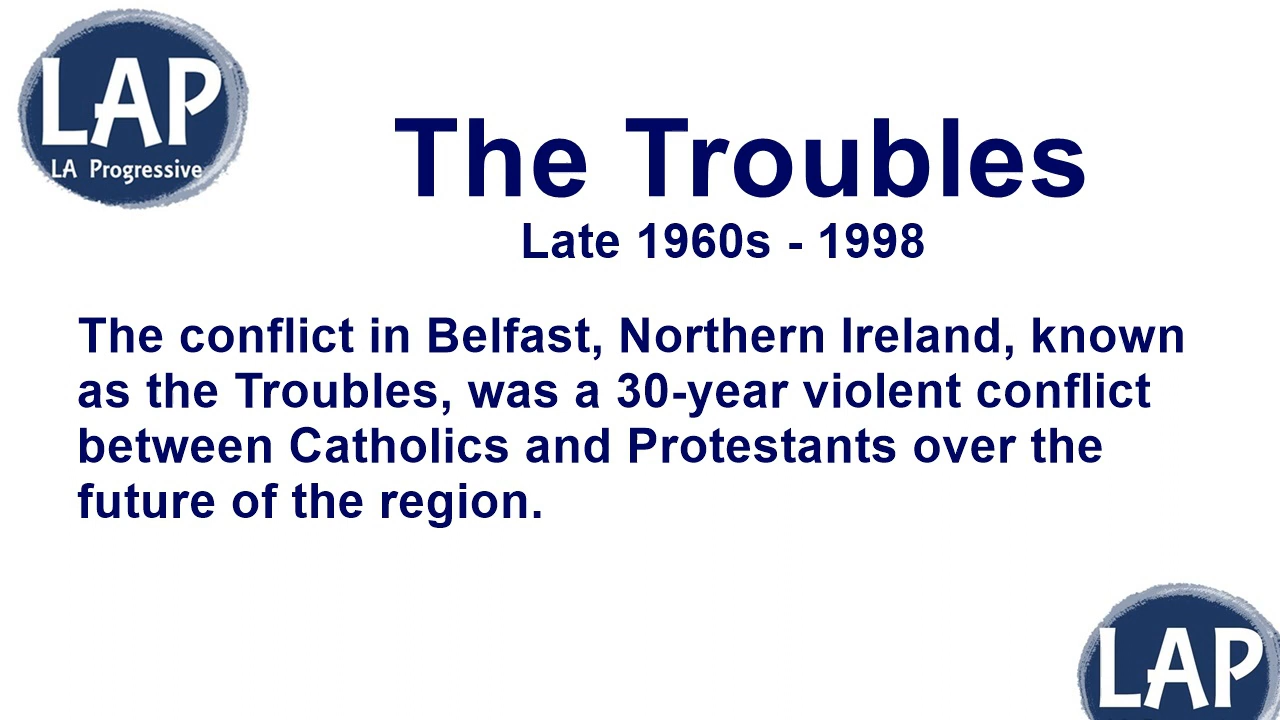 LAP
LA Progressive
The Troubles
Late 1960s - 1998
The conflict in Belfast, Northern Ireland, known
as the Troubles, was a 30-year violent conflict
between Catholics and Protestants over the
future of the region.
LAP